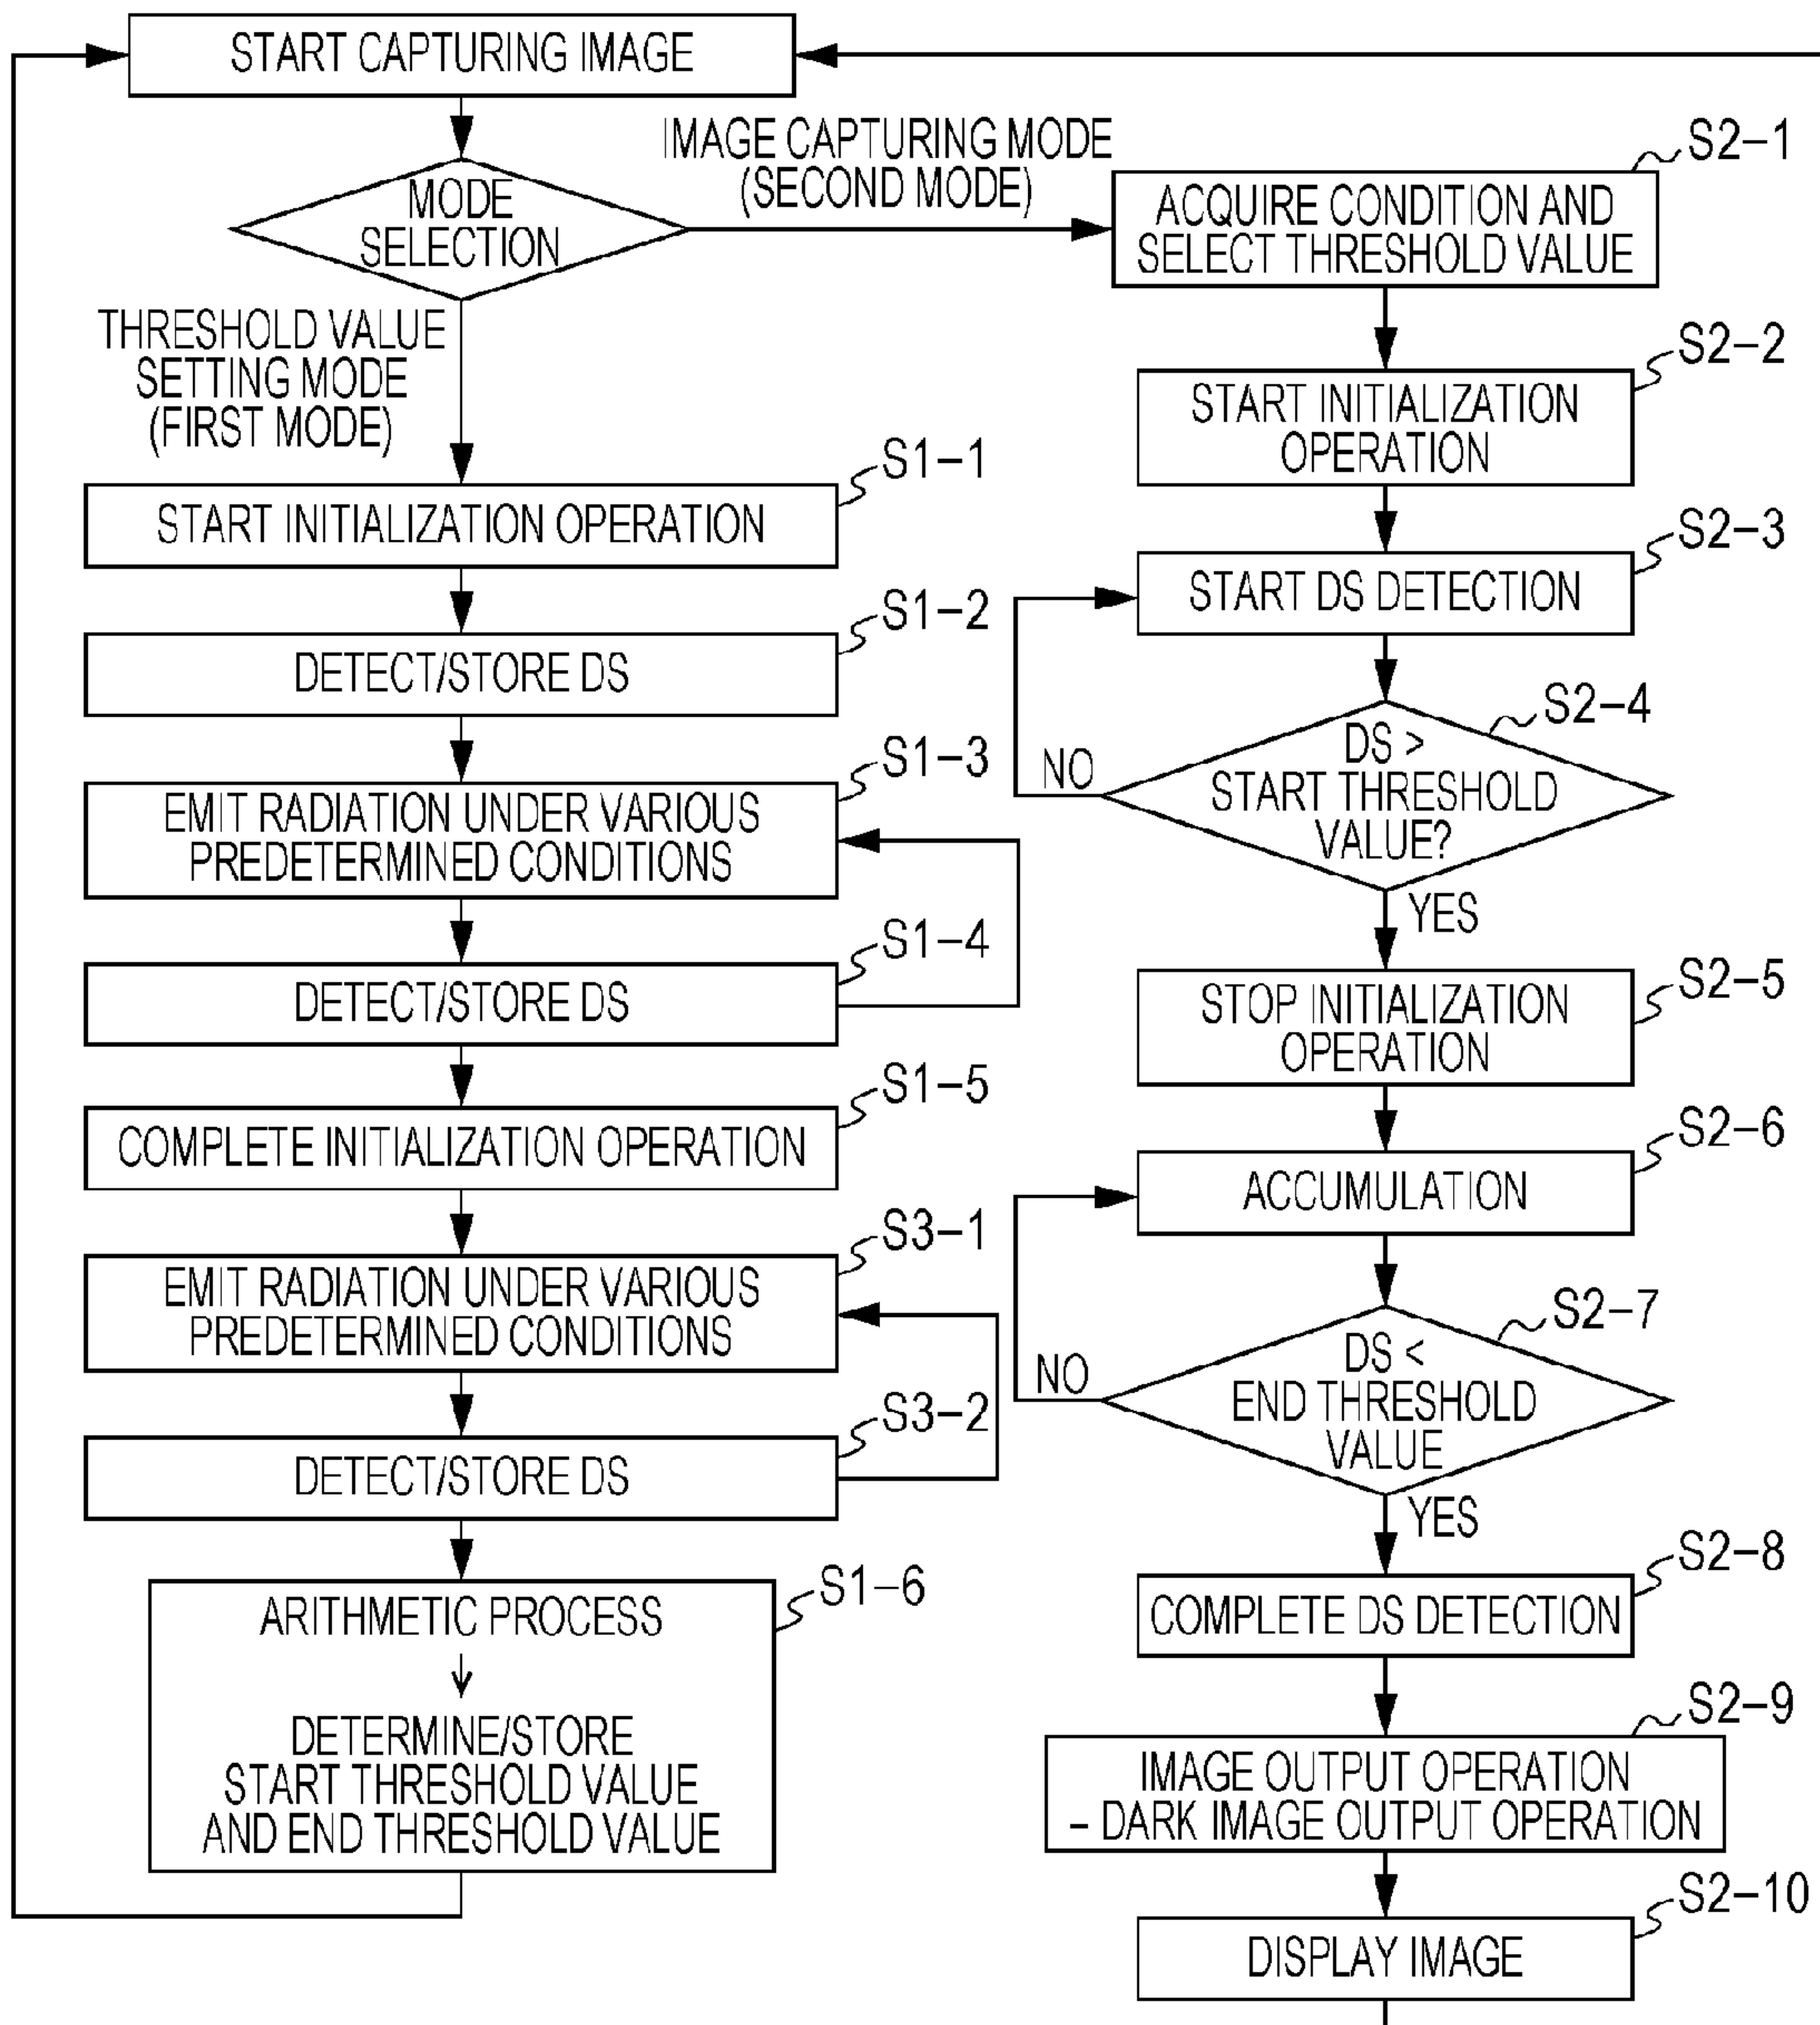 START CAPTURING IMAGE
MODE
SELECTION
IMAGE CAPTURING MODE
(SECOND MODE)
THRESHOLD VALUE
SETTING MODE
(FIRST MODE)
S1-1
START INITIALIZATION OPERATION
S1-2
DETECT/STORE DS
S1-3
EMIT RADIATION UNDER VARIOUS
PREDETERMINED CONDITIONS
S1-4
DETECT/STORE DS
S1-5
COMPLETE INITIALIZATION OPERATION
S3-1
EMIT RADIATION UNDER VARIOUS
PREDETERMINED CONDITIONS
S3-2
DETECT/STORE DS
S1-6
ARITHMETIC PROCESS
DETERMINE/STORE
START THRESHOLD VALUE
AND END THRESHOLD VALUE
S2-1
ACQUIRE CONDITION AND
SELECT THRESHOLD VALUE
S2-2
START INITIALIZATION
OPERATION
S2-3
START DS DETECTION
S2-4
DS >
START THRESHOLD
VALUE?
NO
YES
S2-5
STOP INITIALIZATION
OPERATION
S2-6
ACCUMULATION
S2-7
DS <
END THRESHOLD
VALUE
NO
YES
S2-8
COMPLETE DS DETECTION
S2-9
IMAGE OUTPUT OPERATION
– DARK IMAGE OUTPUT OPERATION
S2-10
DISPLAY IMAGE